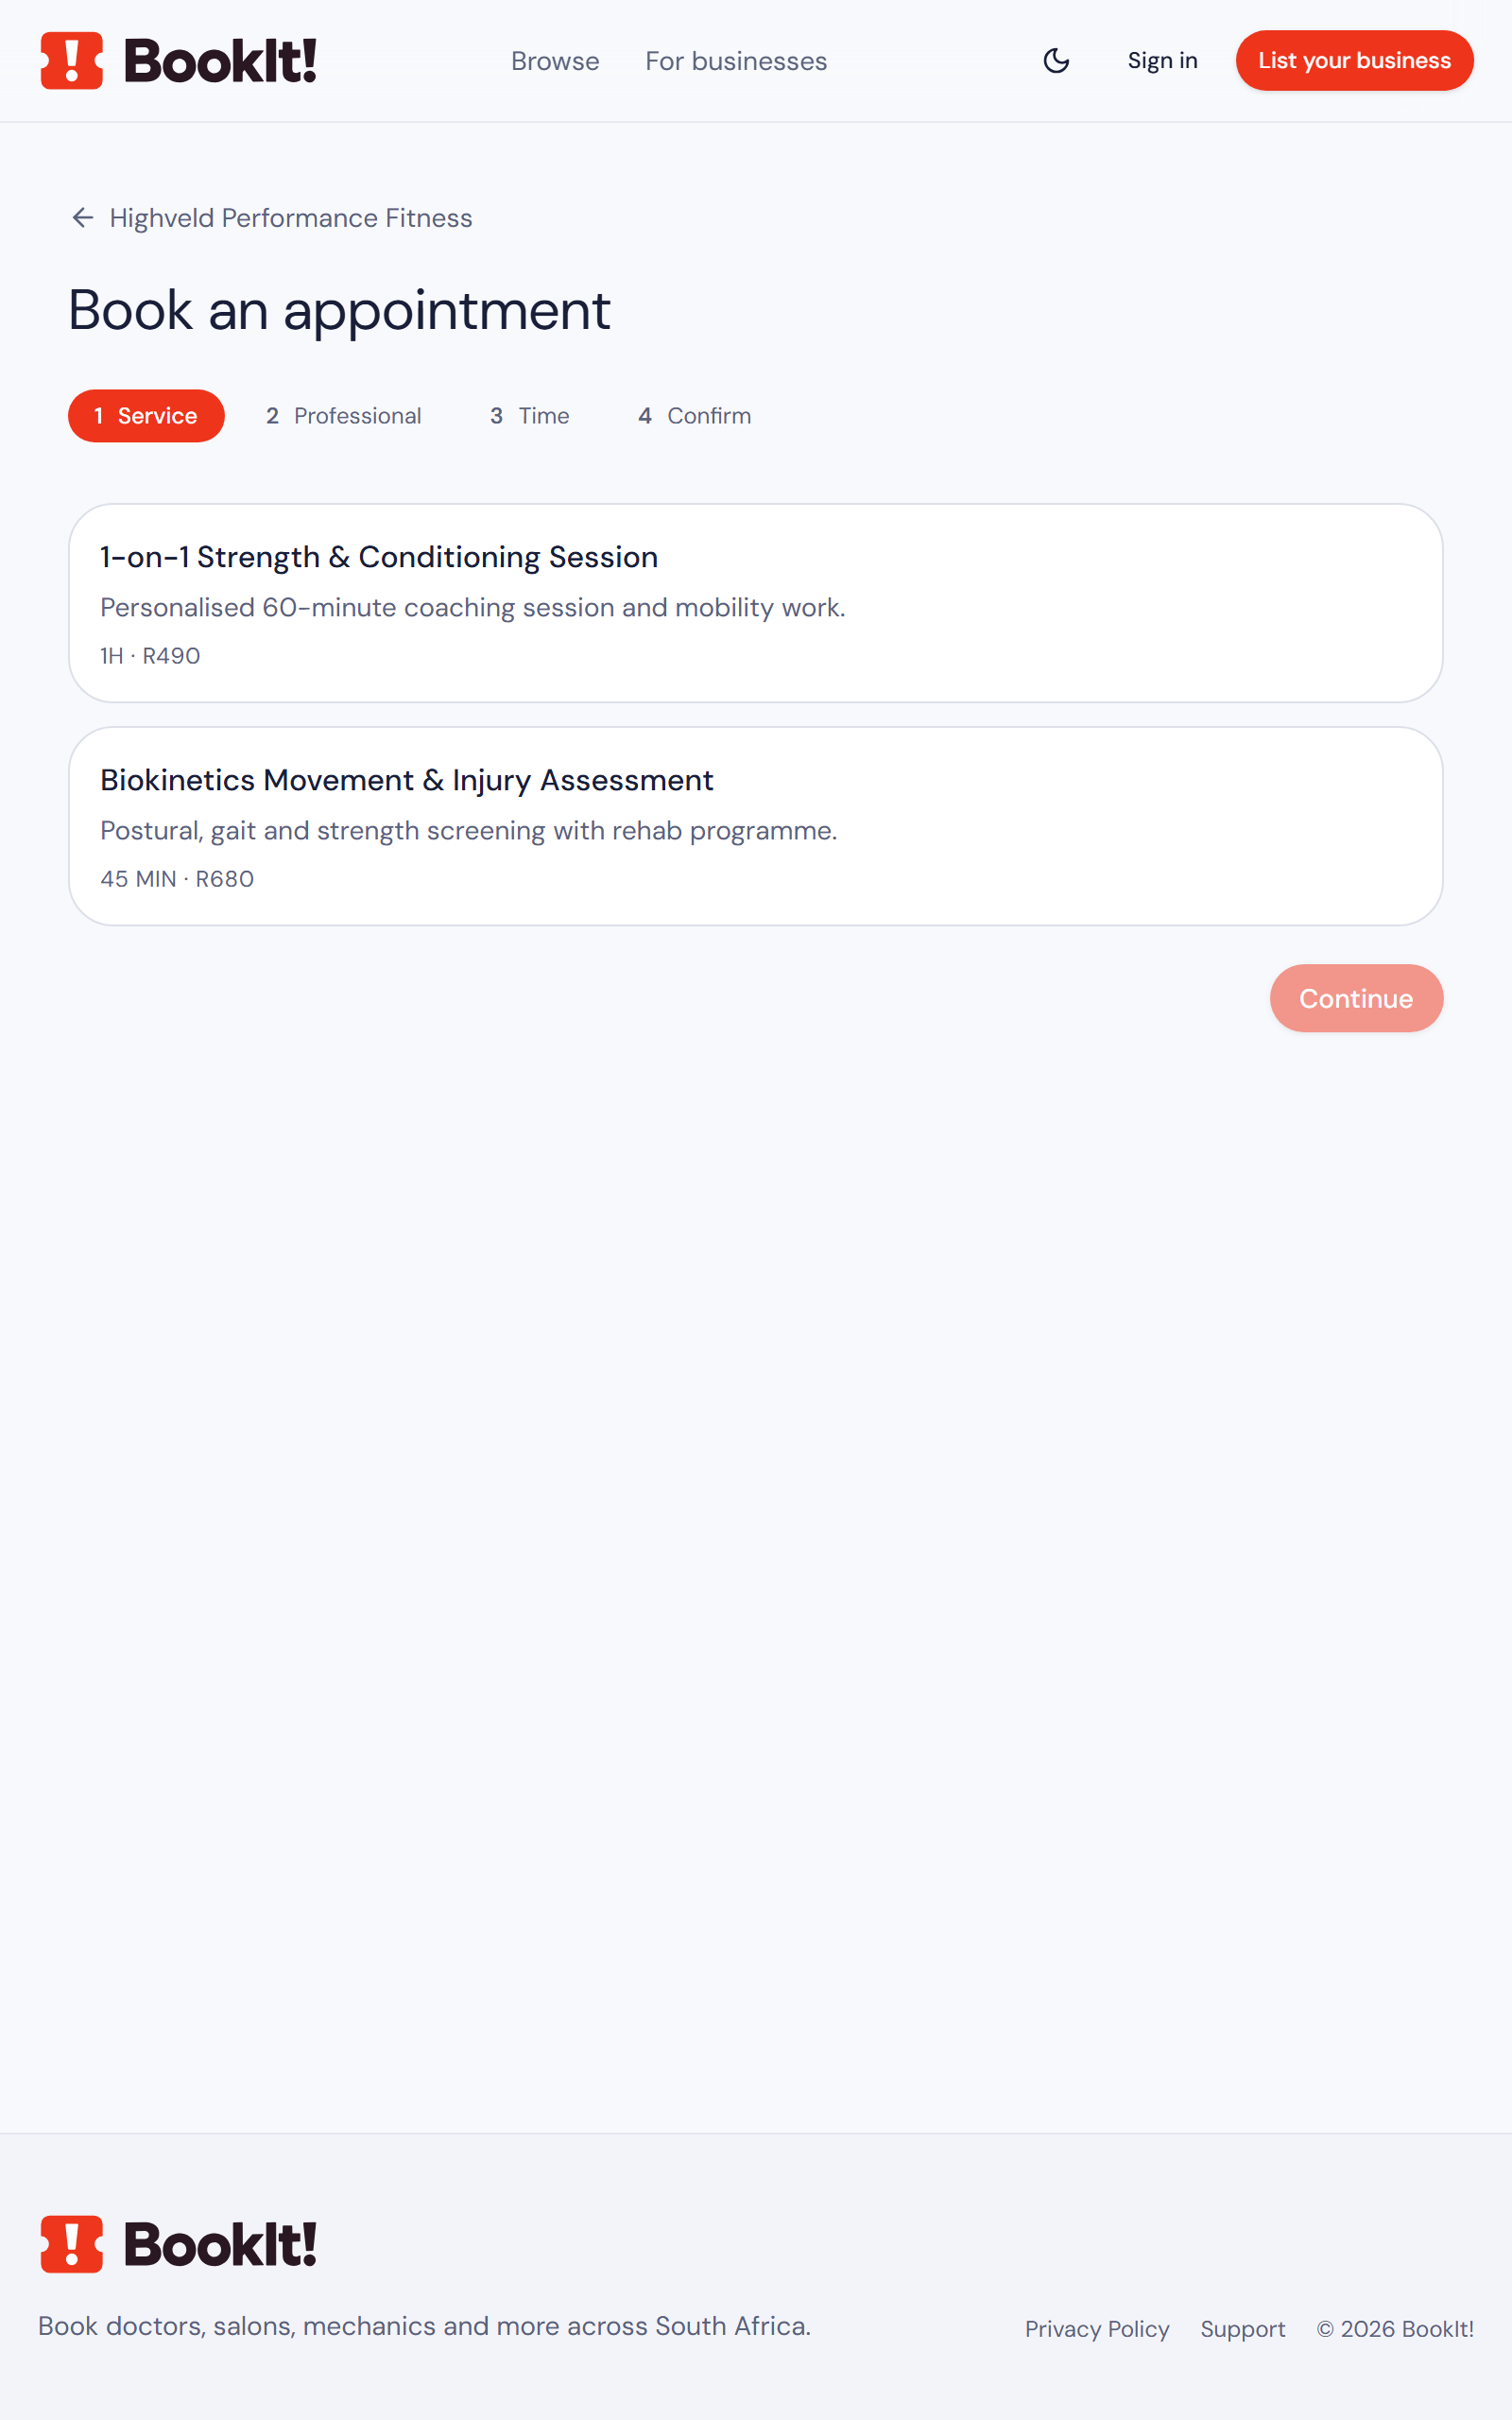 BookIt!
Browse
For businesses
Sign in
List your business
Highveld Performance Fitness
Book an appointment
1 Service
2 Professional
3 Time
4 Confirm
1-on-1 Strength & Conditioning Session
Personalised 60-minute coaching session and mobility work.
1H · R490
Biokinetics Movement & Injury Assessment
Postural, gait and strength screening with rehab programme.
45 MIN · R680
Continue
BookIt!
Book doctors, salons, mechanics and more across South Africa.
Privacy Policy
Support
© 2026 BookIt!